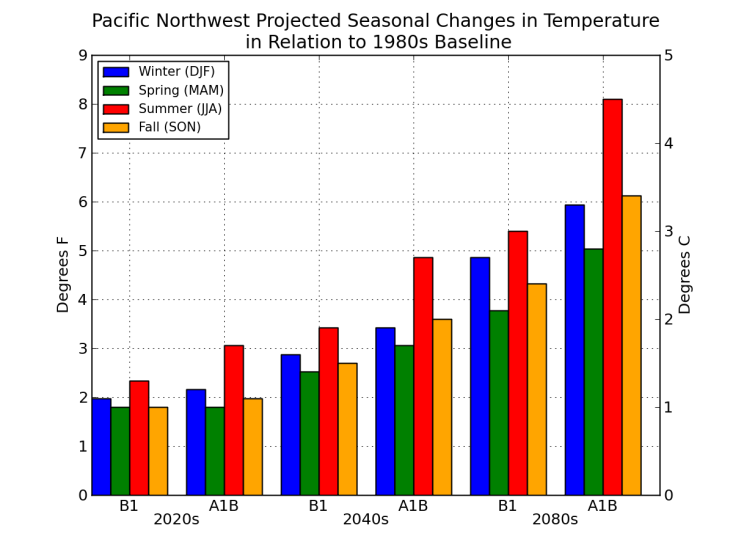 Pacific Northwest Projected Seasonal Changes in Temperature
in Relation to 1980s Baseline
Winter (DJF)
Spring (MAM)
Summer (JJA)
Fall (SON)
Degrees F
9
8
7
6
5
4
3
2
1
0
Degrees C
5
4
3
2
1
0
B1 A1B B1 A1B B1 A1B
2020s 2040s 2080s